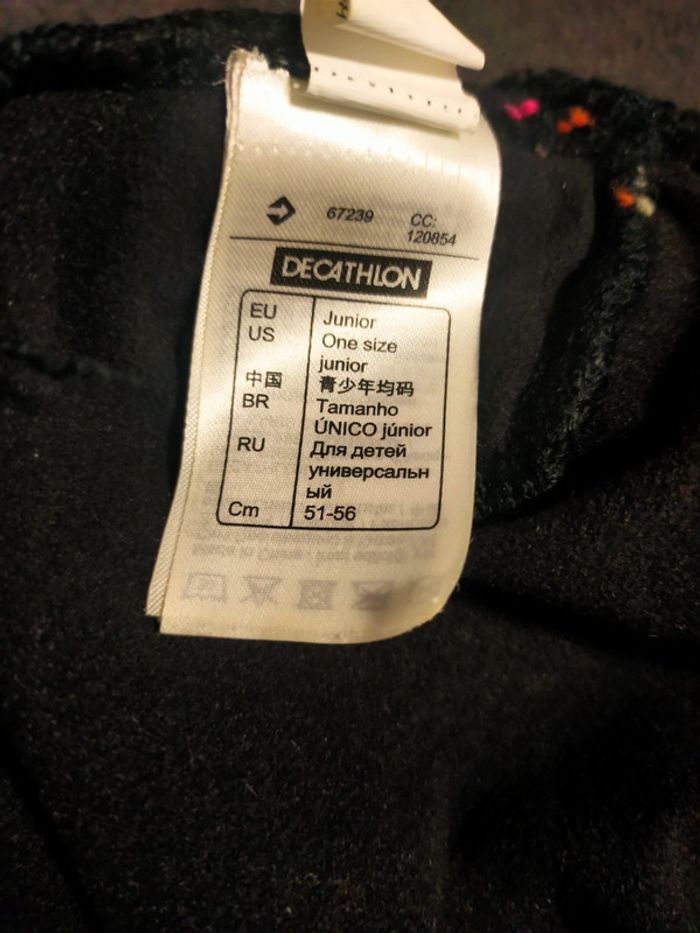 67239 CC:
120854
DECATHLON
EU Junior
US One size
junior
中国 青少年均码
BR Tamanho
ÚNICO júnior
RU Для детей
универсальн
ый
Cm 51-56